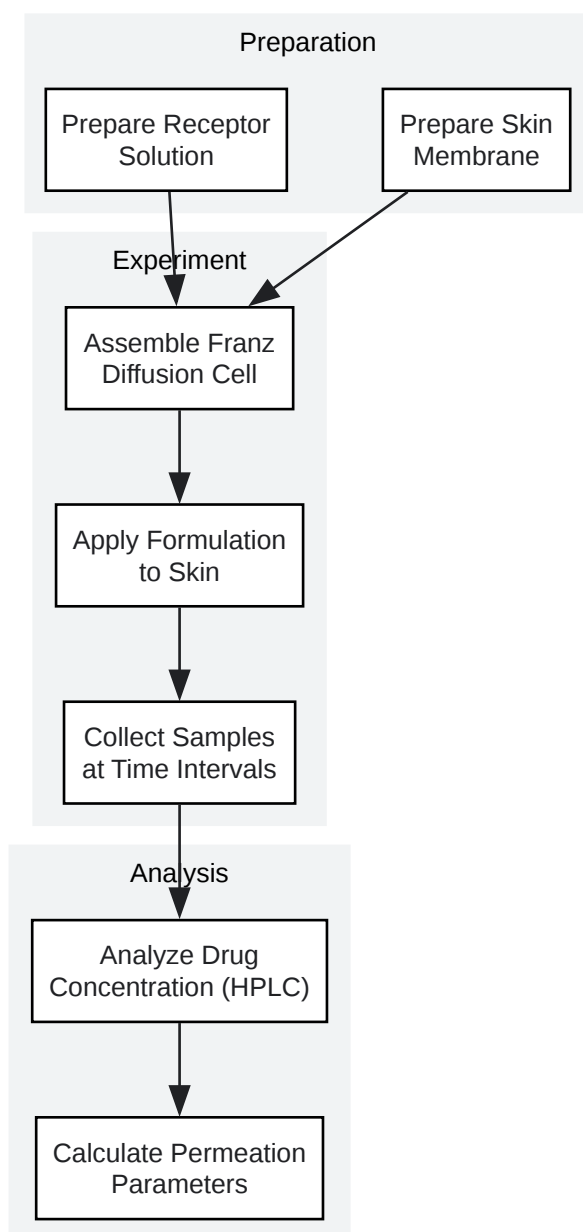 Preparation
Prepare Receptor
Solution
Prepare Skin
Membrane
Experiment
Assemble Franz
Diffusion Cell
Apply Formulation
to Skin
Collect Samples
at Time Intervals
Analysis
Analyze Drug
Concentration (HPLC)
Calculate Permeation
Parameters